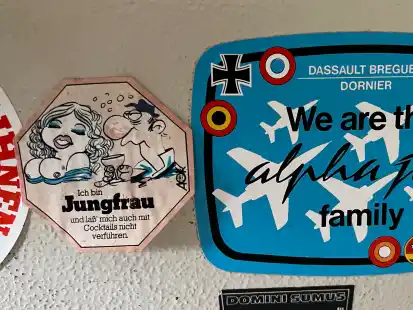 IHNEN
Ich bin
Jungfrau
und laß' mich auch mit
Cocktails nicht
verführen.
DASSAULT BREGUE
DORNIER
We are th
alpha j
family
DOMINI SUMUS